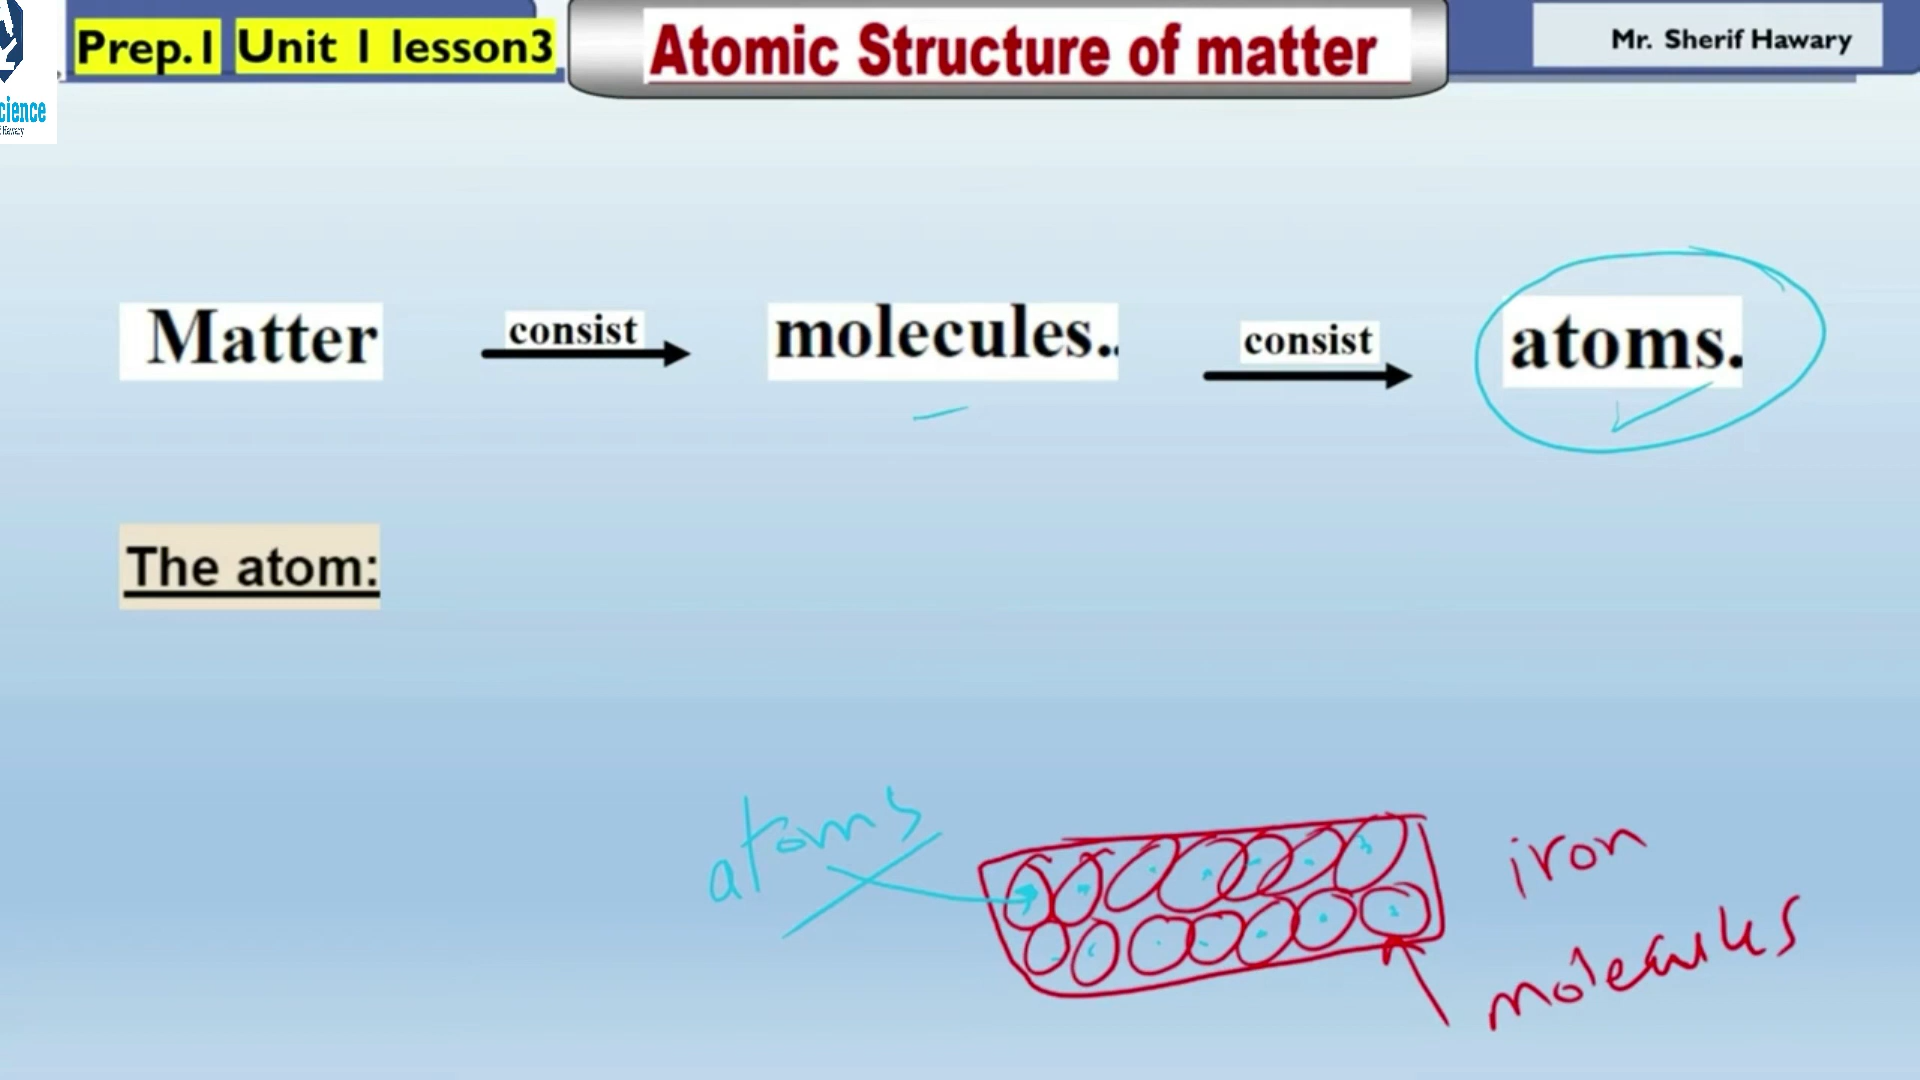 Prep.1 Unit 1 lesson3
Atomic Structure of matter
Mr. Sherif Hawary
cience
Matter consist molecules.. consist atoms.
The atom:
atoms
iron
molecules